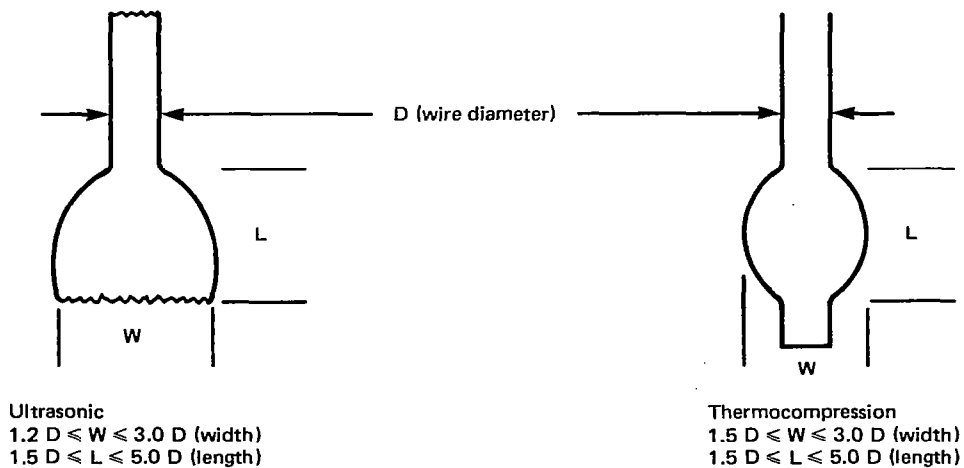 D (wire diameter)
L
L
W
W
Ultrasonic
1.2 D ⩽ W ⩽ 3.0 D (width)
1.5 D ⩽ L ⩽ 5.0 D (length)
Thermocompression
1.5 D ⩽ W ⩽ 3.0 D (width)
1.5 D ⩽ L ⩽ 5.0 D (length)